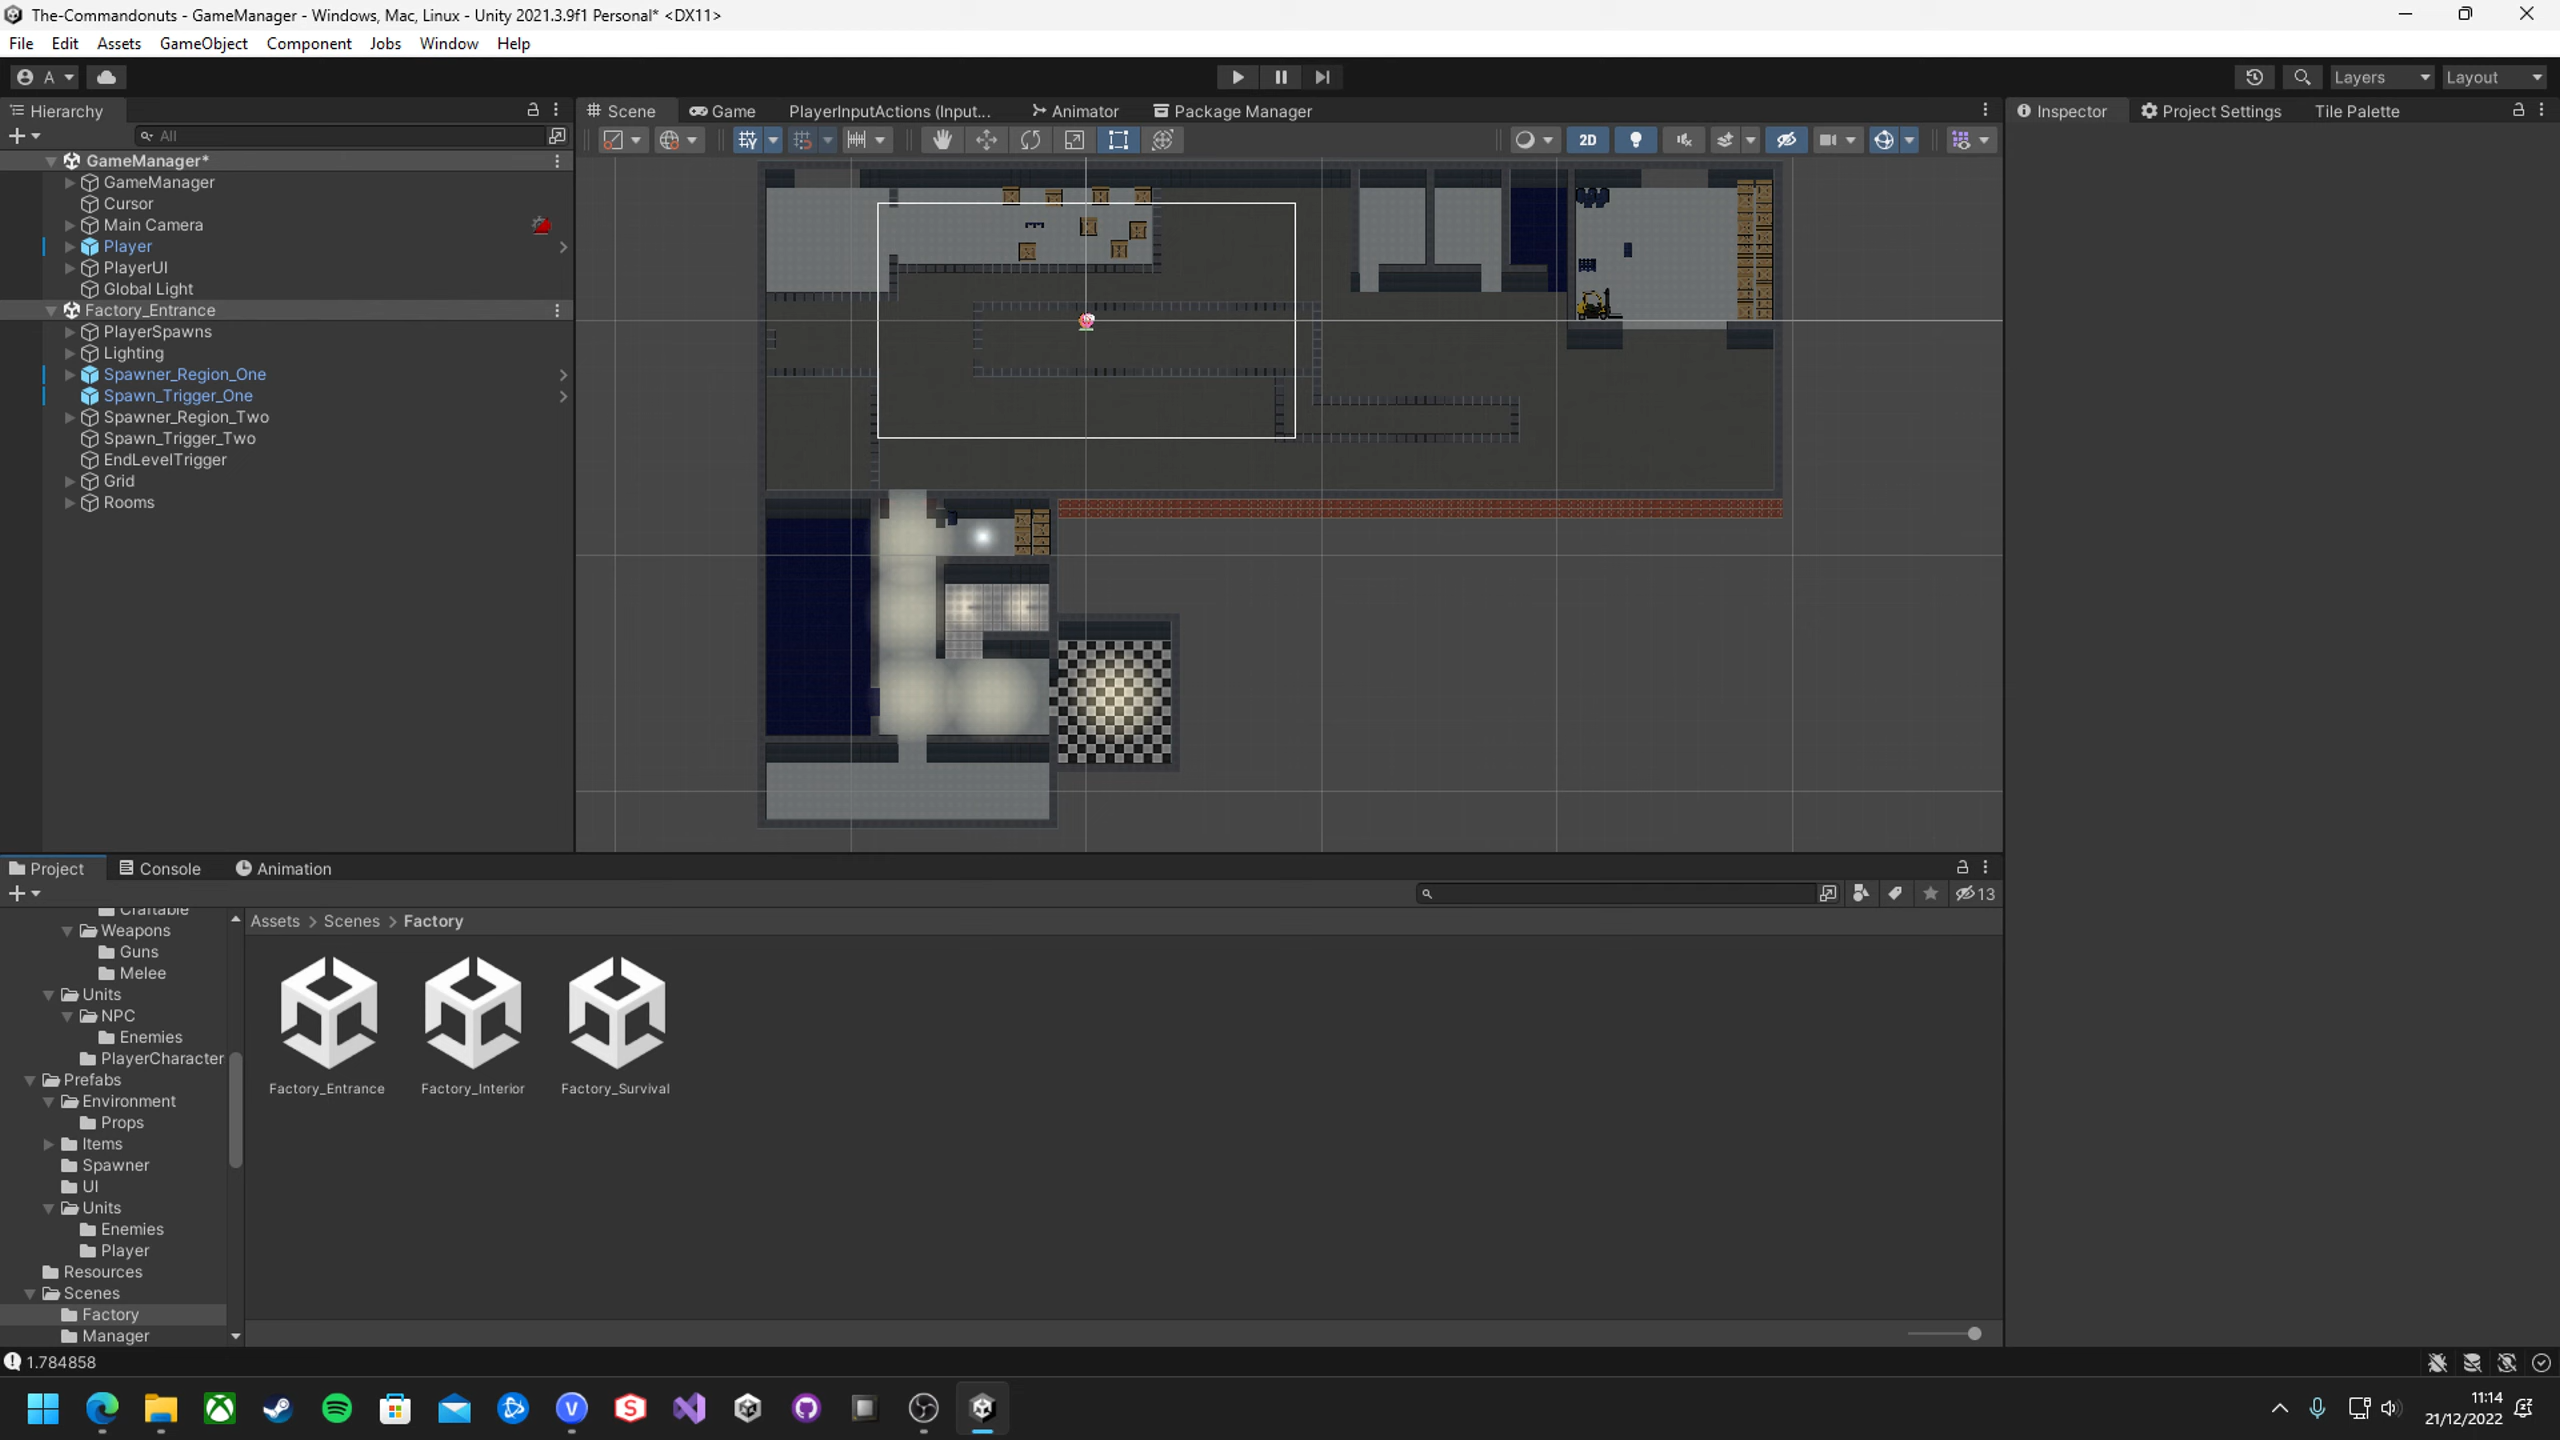 The-Commandonuts - GameManager - Windows, Mac, Linux - Unity 2021.3.9f1 Personal* <DX11>
File Edit Assets GameObject Component Jobs Window Help
A
Layers
Layout
Hierarchy
All
GameManager*
GameManager
Cursor
Main Camera
Player
PlayerUI
Global Light
Factory_Entrance
PlayerSpawns
Lighting
Spawner_Region_One
Spawn_Trigger_One
Spawner_Region_Two
Spawn_Trigger_Two
EndLevelTrigger
Grid
Rooms
Scene Game PlayerInputActions (Input... Animator Package Manager
2D
Inspector Project Settings Tile Palette
Project Console Animation
13
Craftable
Weapons
Guns
Melee
Units
NPC
Enemies
PlayerCharacter
Prefabs
Environment
Props
Items
Spawner
UI
Units
Enemies
Player
Resources
Scenes
Factory
Manager
Assets > Scenes > Factory
Factory_Entrance
Factory_Interior
Factory_Survival
1.784858
11:14
21/12/2022